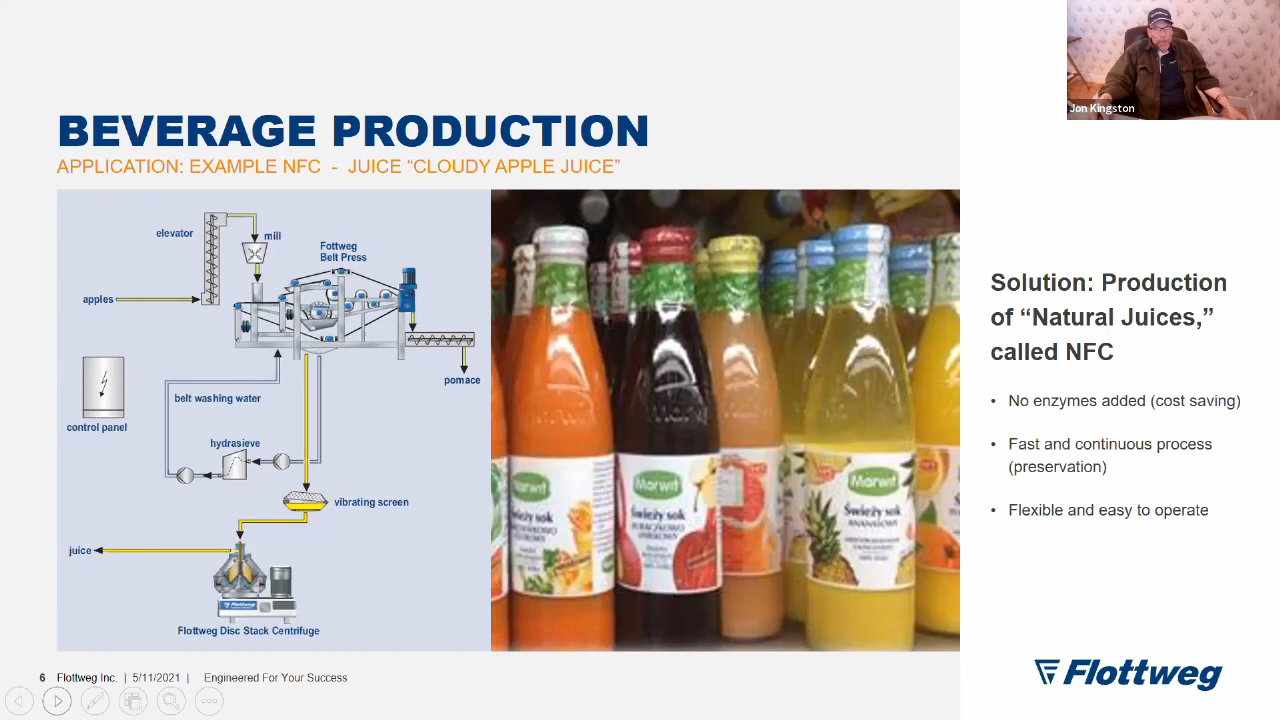 Jon Kingston
BEVERAGE PRODUCTION
APPLICATION: EXAMPLE NFC - JUICE “CLOUDY APPLE JUICE”
elevator
mill
Fottweg
Belt Press
apples
pomace
belt washing water
control panel
hydrasieve
vibrating screen
juice
Flottweg
Flottweg Disc Stack Centrifuge
Marwit
Świeży sok
Marwit
Świeży sok
Marwit
Świeży sok
ANANASOWY
Solution: Production
of “Natural Juices,”
called NFC
• No enzymes added (cost saving)
• Fast and continuous process
(preservation)
• Flexible and easy to operate
6 Flottweg Inc. | 5/11/2021 | Engineered For Your Success
Flottweg